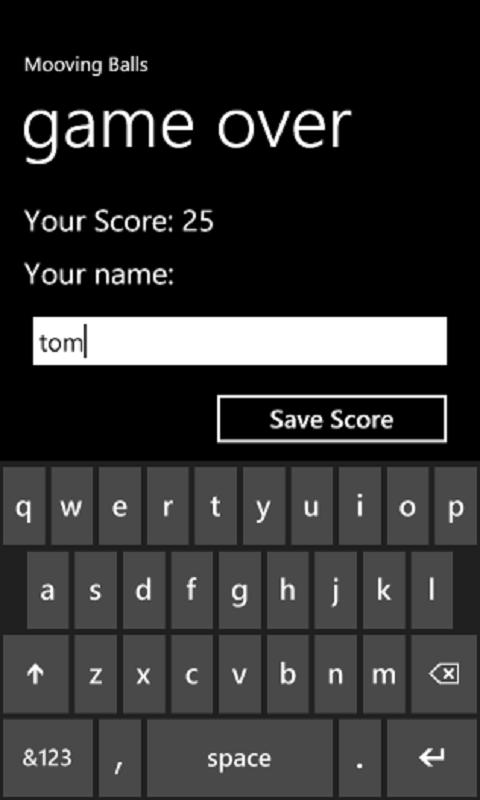 Mooving Balls
game over
Your Score: 25
Your name:
tom
Save Score
q w e r t y u i o p
a s d f g h j k l
z x c v b n m
&123 , space .